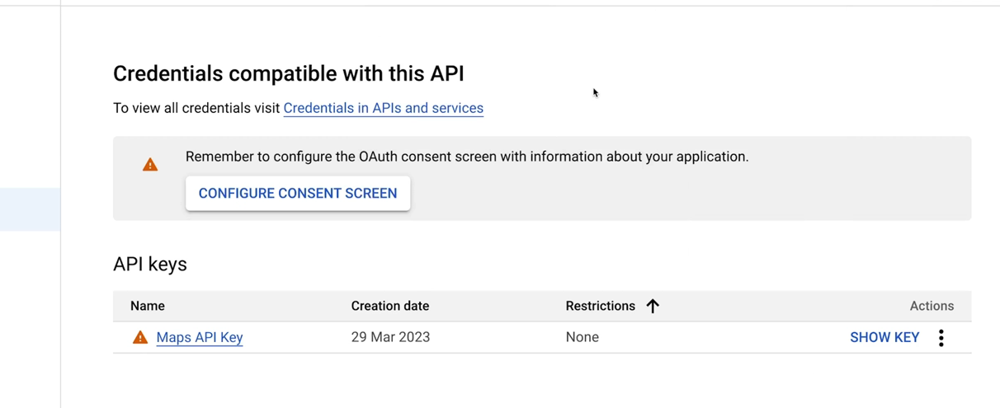 Credentials compatible with this API
To view all credentials visit Credentials in APIs and services
Remember to configure the OAuth consent screen with information about your application.
CONFIGURE CONSENT SCREEN
API keys
Name Creation date Restrictions Actions
Maps API Key 29 Mar 2023 None SHOW KEY